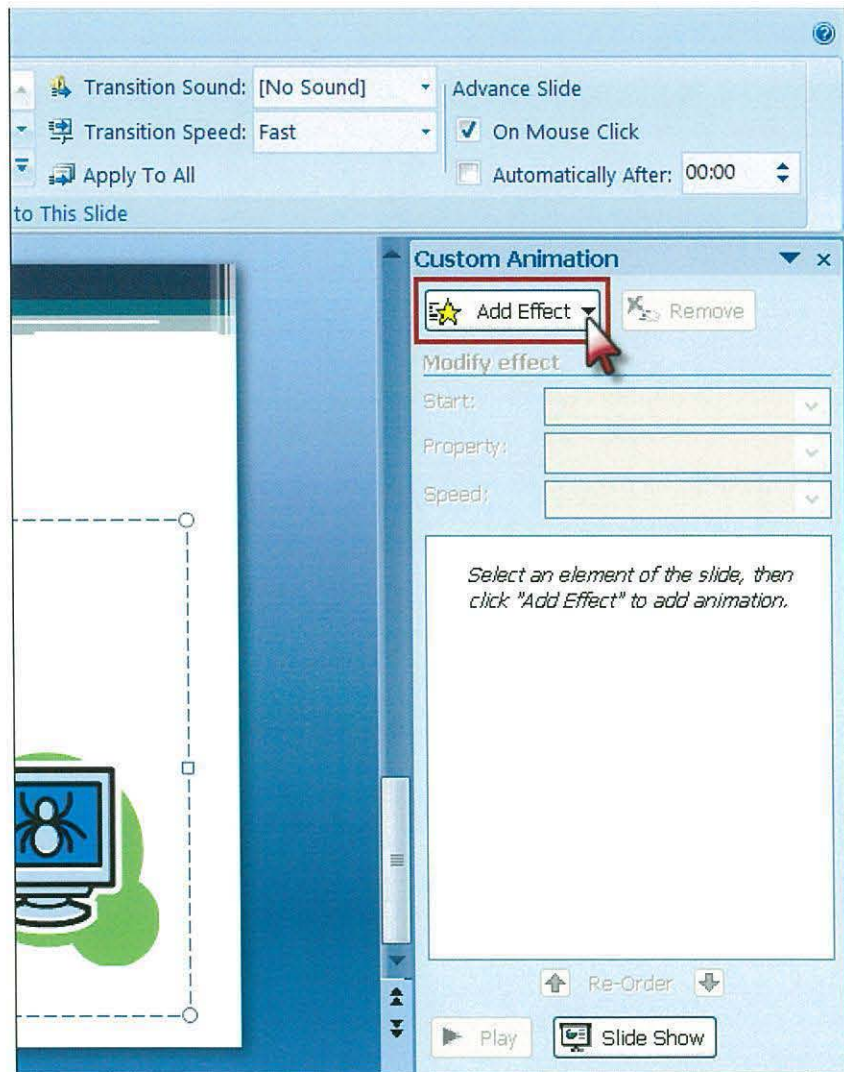 Transition Sound: [No Sound]
Advance Slide
Transition Speed: Fast
On Mouse Click
Apply To All
Automatically After: 00:00
to This Slide
Custom Animation
Add Effect
Remove
Modify effect
Start:
Property:
Speed:
Select an element of the slide, then
click "Add Effect" to add animation.
Re-Order
Play
Slide Show